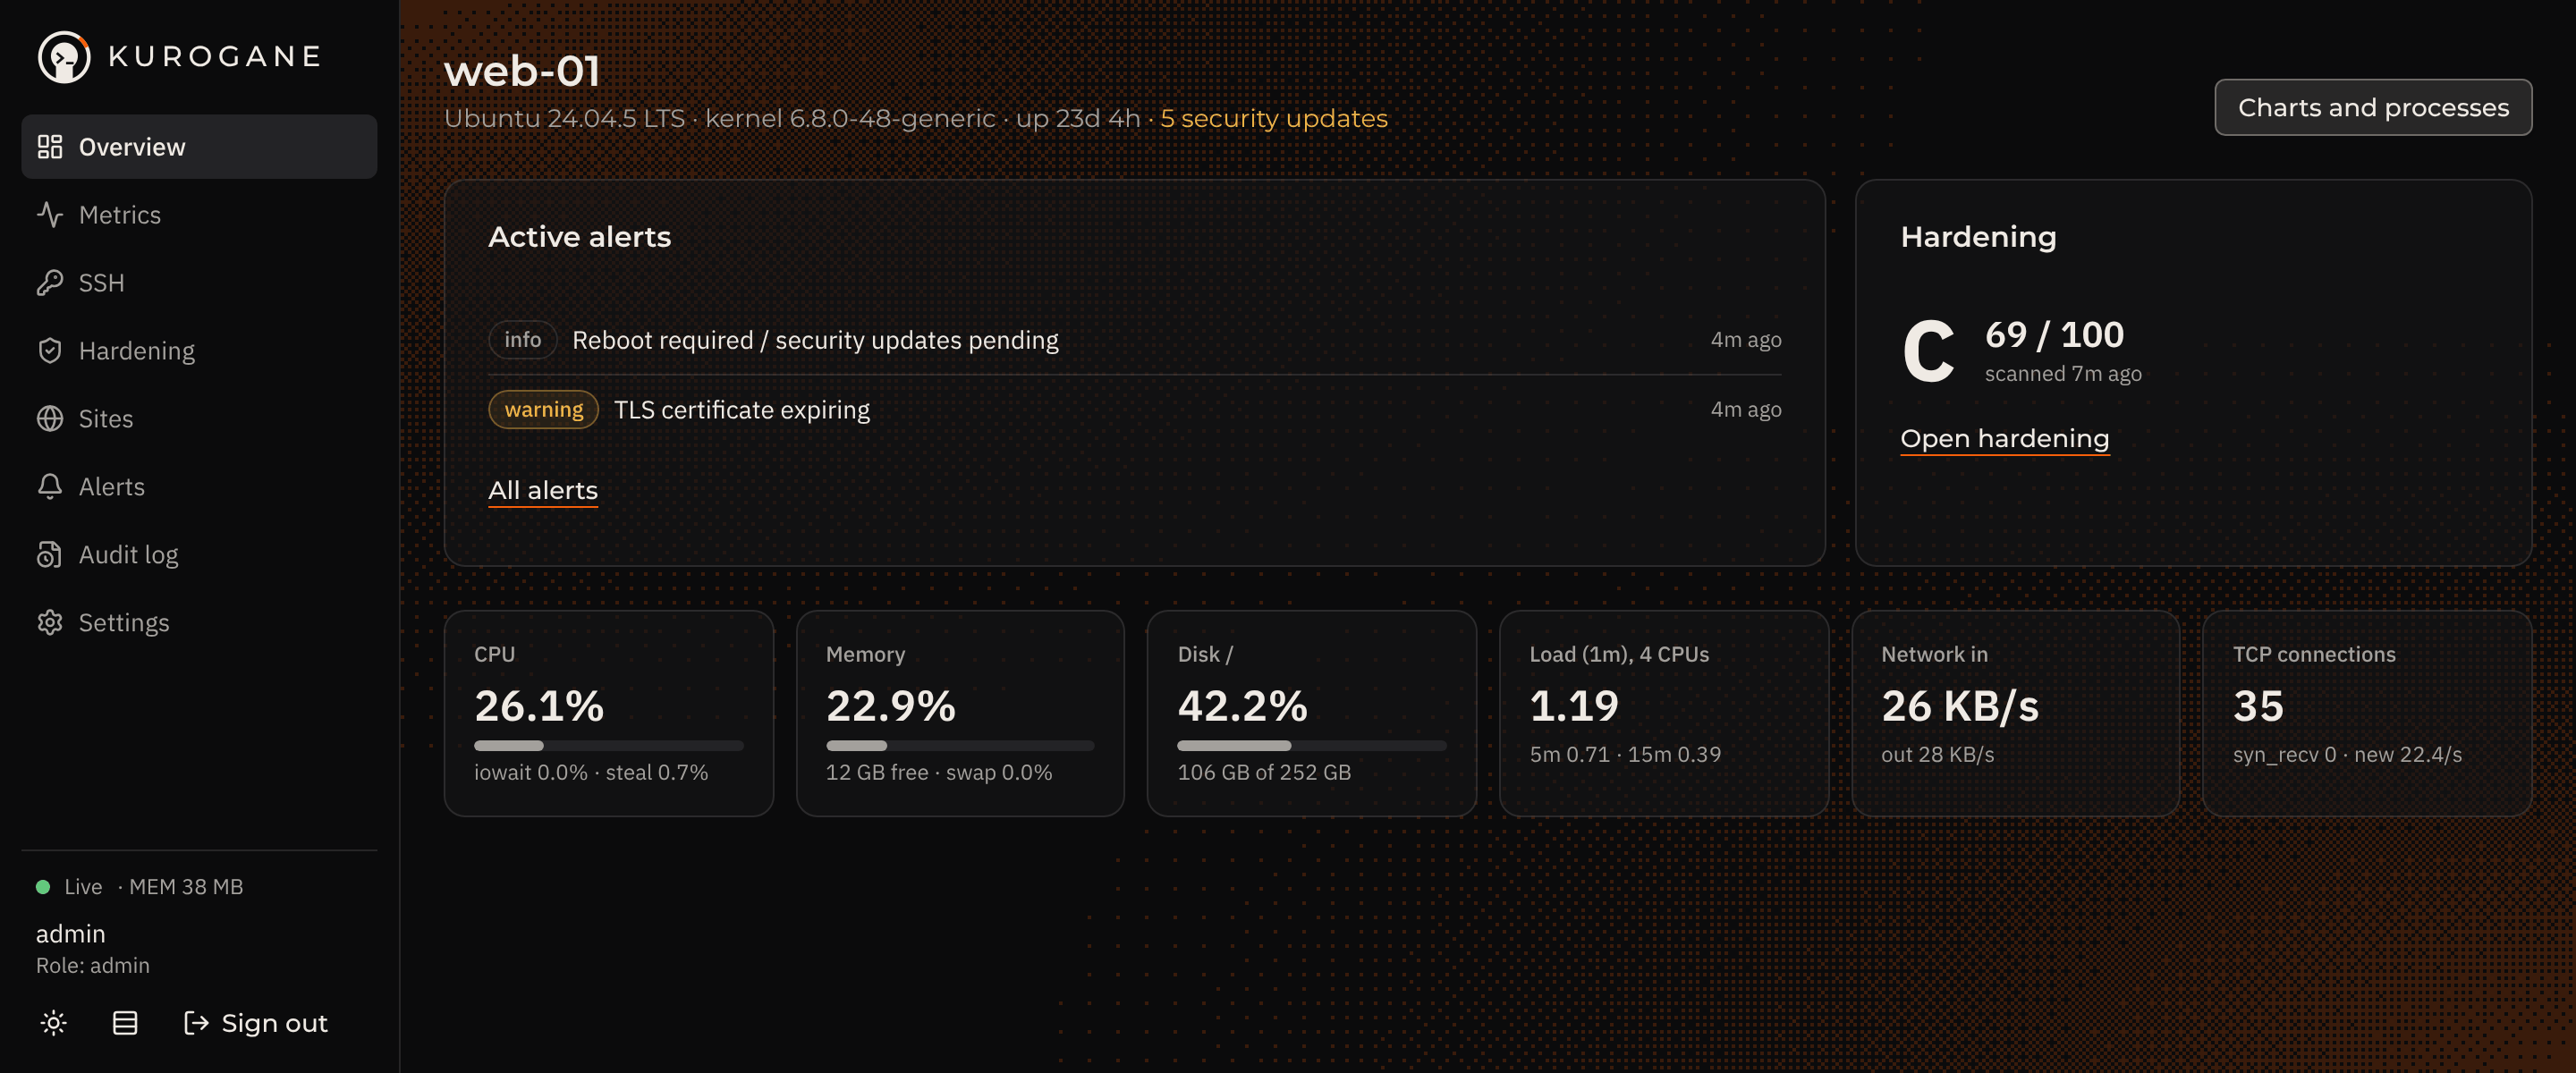 KUROGANE
Overview
Metrics
SSH
Hardening
Sites
Alerts
Audit log
Settings
Live · MEM 38 MB
admin
Role: admin
Sign out
web-01
Ubuntu 24.04.5 LTS · kernel 6.8.0-48-generic · up 23d 4h · 5 security updates
Charts and processes
Active alerts
info Reboot required / security updates pending 4m ago
warning TLS certificate expiring 4m ago
All alerts
Hardening
C 69 / 100
scanned 7m ago
Open hardening
CPU
26.1%
iowait 0.0% · steal 0.7%
Memory
22.9%
12 GB free · swap 0.0%
Disk /
42.2%
106 GB of 252 GB
Load (1m), 4 CPUs
1.19
5m 0.71 · 15m 0.39
Network in
26 KB/s
out 28 KB/s
TCP connections
35
syn_recv 0 · new 22.4/s